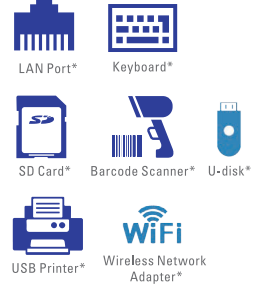 LAN Port*
Keyboard*
SD
SD Card*
Barcode Scanner*
U-disk*
USB Printer*
WiFi
Wireless Network
Adapter*